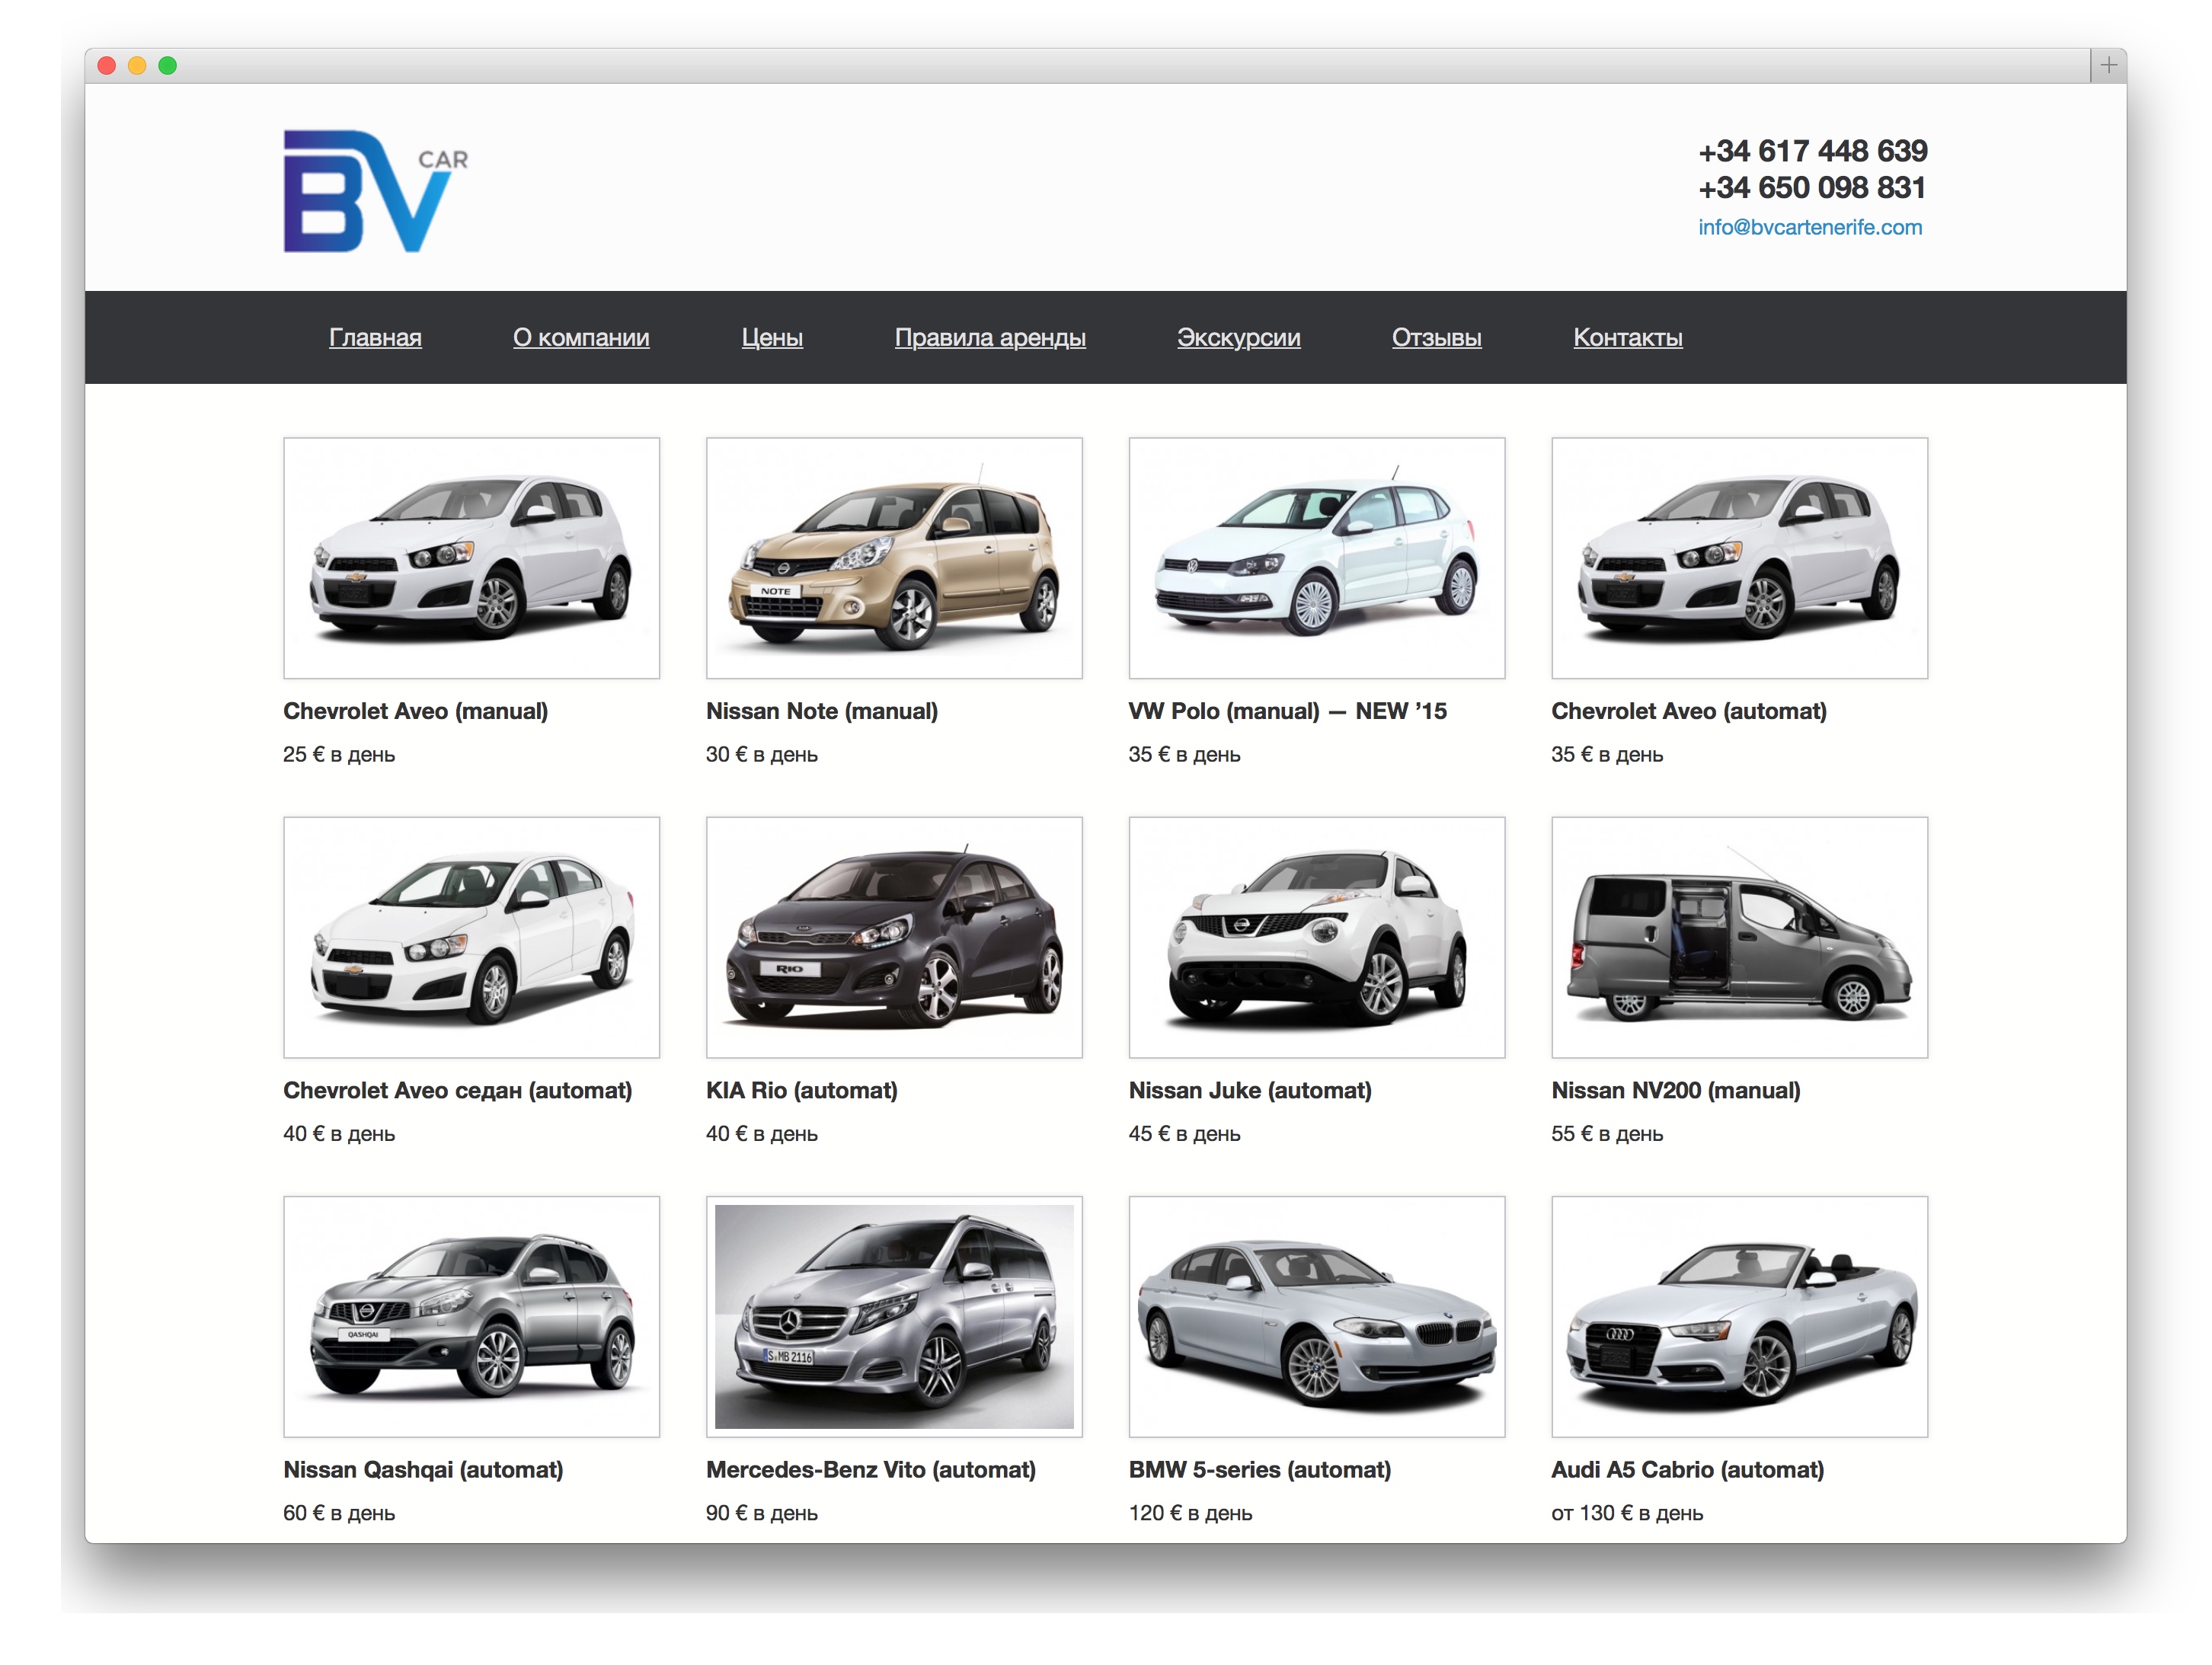 BV CAR
+34 617 448 639
+34 650 098 831
info@bvcartenerife.com
Главная О компании Цены Правила аренды Экскурсии Отзывы Контакты
NOTE
Chevrolet Aveo (manual) Nissan Note (manual) VW Polo (manual) — NEW ’15 Chevrolet Aveo (automat)
25 € в день 30 € в день 35 € в день 35 € в день
RIO
Chevrolet Aveo седан (automat) KIA Rio (automat) Nissan Juke (automat) Nissan NV200 (manual)
40 € в день 40 € в день 45 € в день 55 € в день
QASHQAI S MB 2116
Nissan Qashqai (automat) Mercedes-Benz Vito (automat) BMW 5-series (automat) Audi A5 Cabrio (automat)
60 € в день 90 € в день 120 € в день от 130 € в день